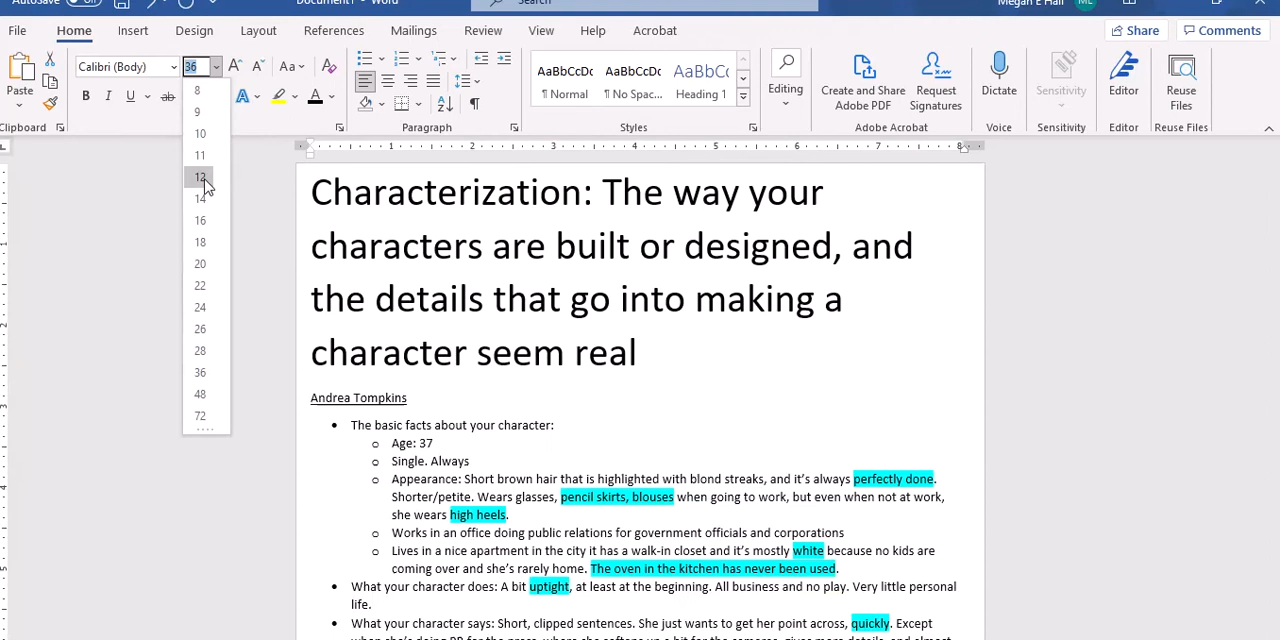 AutoSave Off Document1 - Word Search Megan E Hall
File Home Insert Design Layout References Mailings Review View Help Acrobat Share Comments
Paste Calibri (Body) 36 Aa AaBbCcDc AaBbCcDc AaBbCc Editing Create and Share Request Dictate Sensitivity Editor Reuse
¶ Normal ¶ No Spac... Heading 1 Adobe PDF Signatures Files
B I U ab A A
Clipboard Paragraph Styles Adobe Acrobat Voice Sensitivity Editor Reuse Files
1 2 3 4 5 6 7 8
8
9
10
11
12
14
16
18
20
22
24
26
28
36
48
72
Characterization: The way your
characters are built or designed, and
the details that go into making a
character seem real
Andrea Tompkins
• The basic facts about your character:
o Age: 37
o Single. Always
o Appearance: Short brown hair that is highlighted with blond streaks, and it's always perfectly done.
Shorter/petite. Wears glasses, pencil skirts, blouses when going to work, but even when not at work,
she wears high heels.
o Works in an office doing public relations for government officials and corporations
o Lives in a nice apartment in the city it has a walk-in closet and it's mostly white because no kids are
coming over and she's rarely home. The oven in the kitchen has never been used.
• What your character does: A bit uptight, at least at the beginning. All business and no play. Very little personal
life.
• What your character says: Short, clipped sentences. She just wants to get her point across, quickly. Except